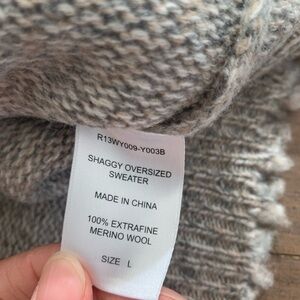 R13WY009-Y003B
SHAGGY OVERSIZED
SWEATER
MADE IN CHINA
100% EXTRAFINE
MERINO WOOL
SIZE L